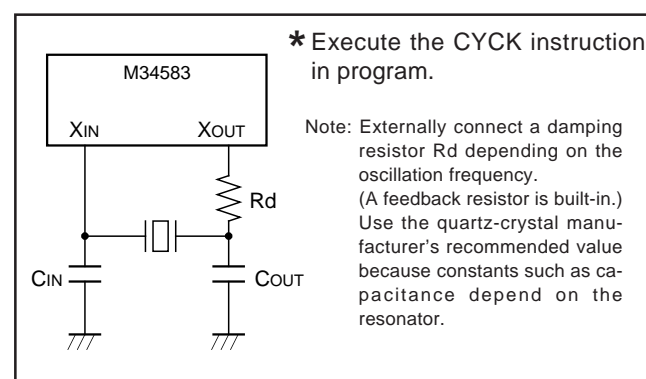 * Execute the CYCK instruction
in program.
M34583
XIN XOUT
Note: Externally connect a damping
resistor Rd depending on the
oscillation frequency.
(A feedback resistor is built-in.)
Use the quartz-crystal manu-
facturer's recommended value
because constants such as ca-
pacitance depend on the
resonator.
Rd
CIN COUT